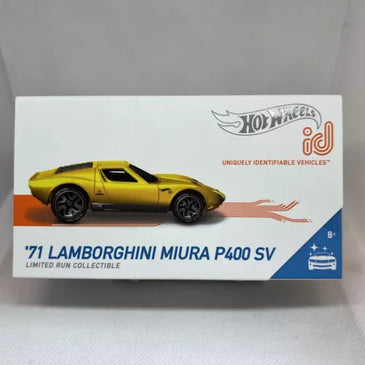 HOT WHEELS
id
UNIQUELY IDENTIFIABLE VEHICLES™
'71 LAMBORGHINI MIURA P400 SV
LIMITED RUN COLLECTIBLE
8+